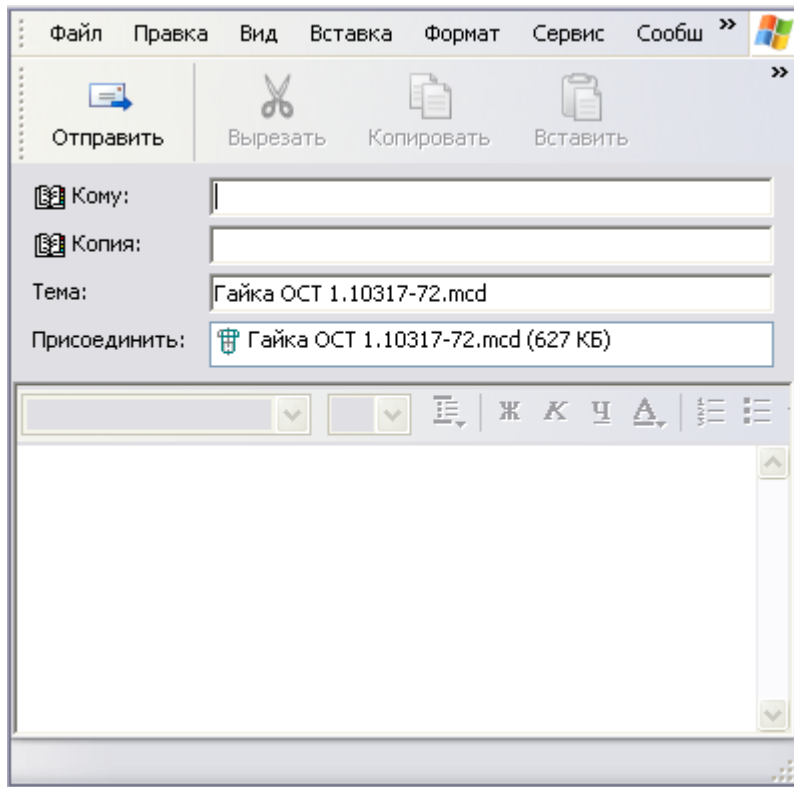 Файл Правка Вид Вставка Формат Сервис Сообщ »
»
Отправить Вырезать Копировать Вставить
Кому:
Копия:
Тема: Гайка ОСТ 1.10317-72.mcd
Присоединить: Гайка ОСТ 1.10317-72.mcd (627 КБ)
Ж К Ч А